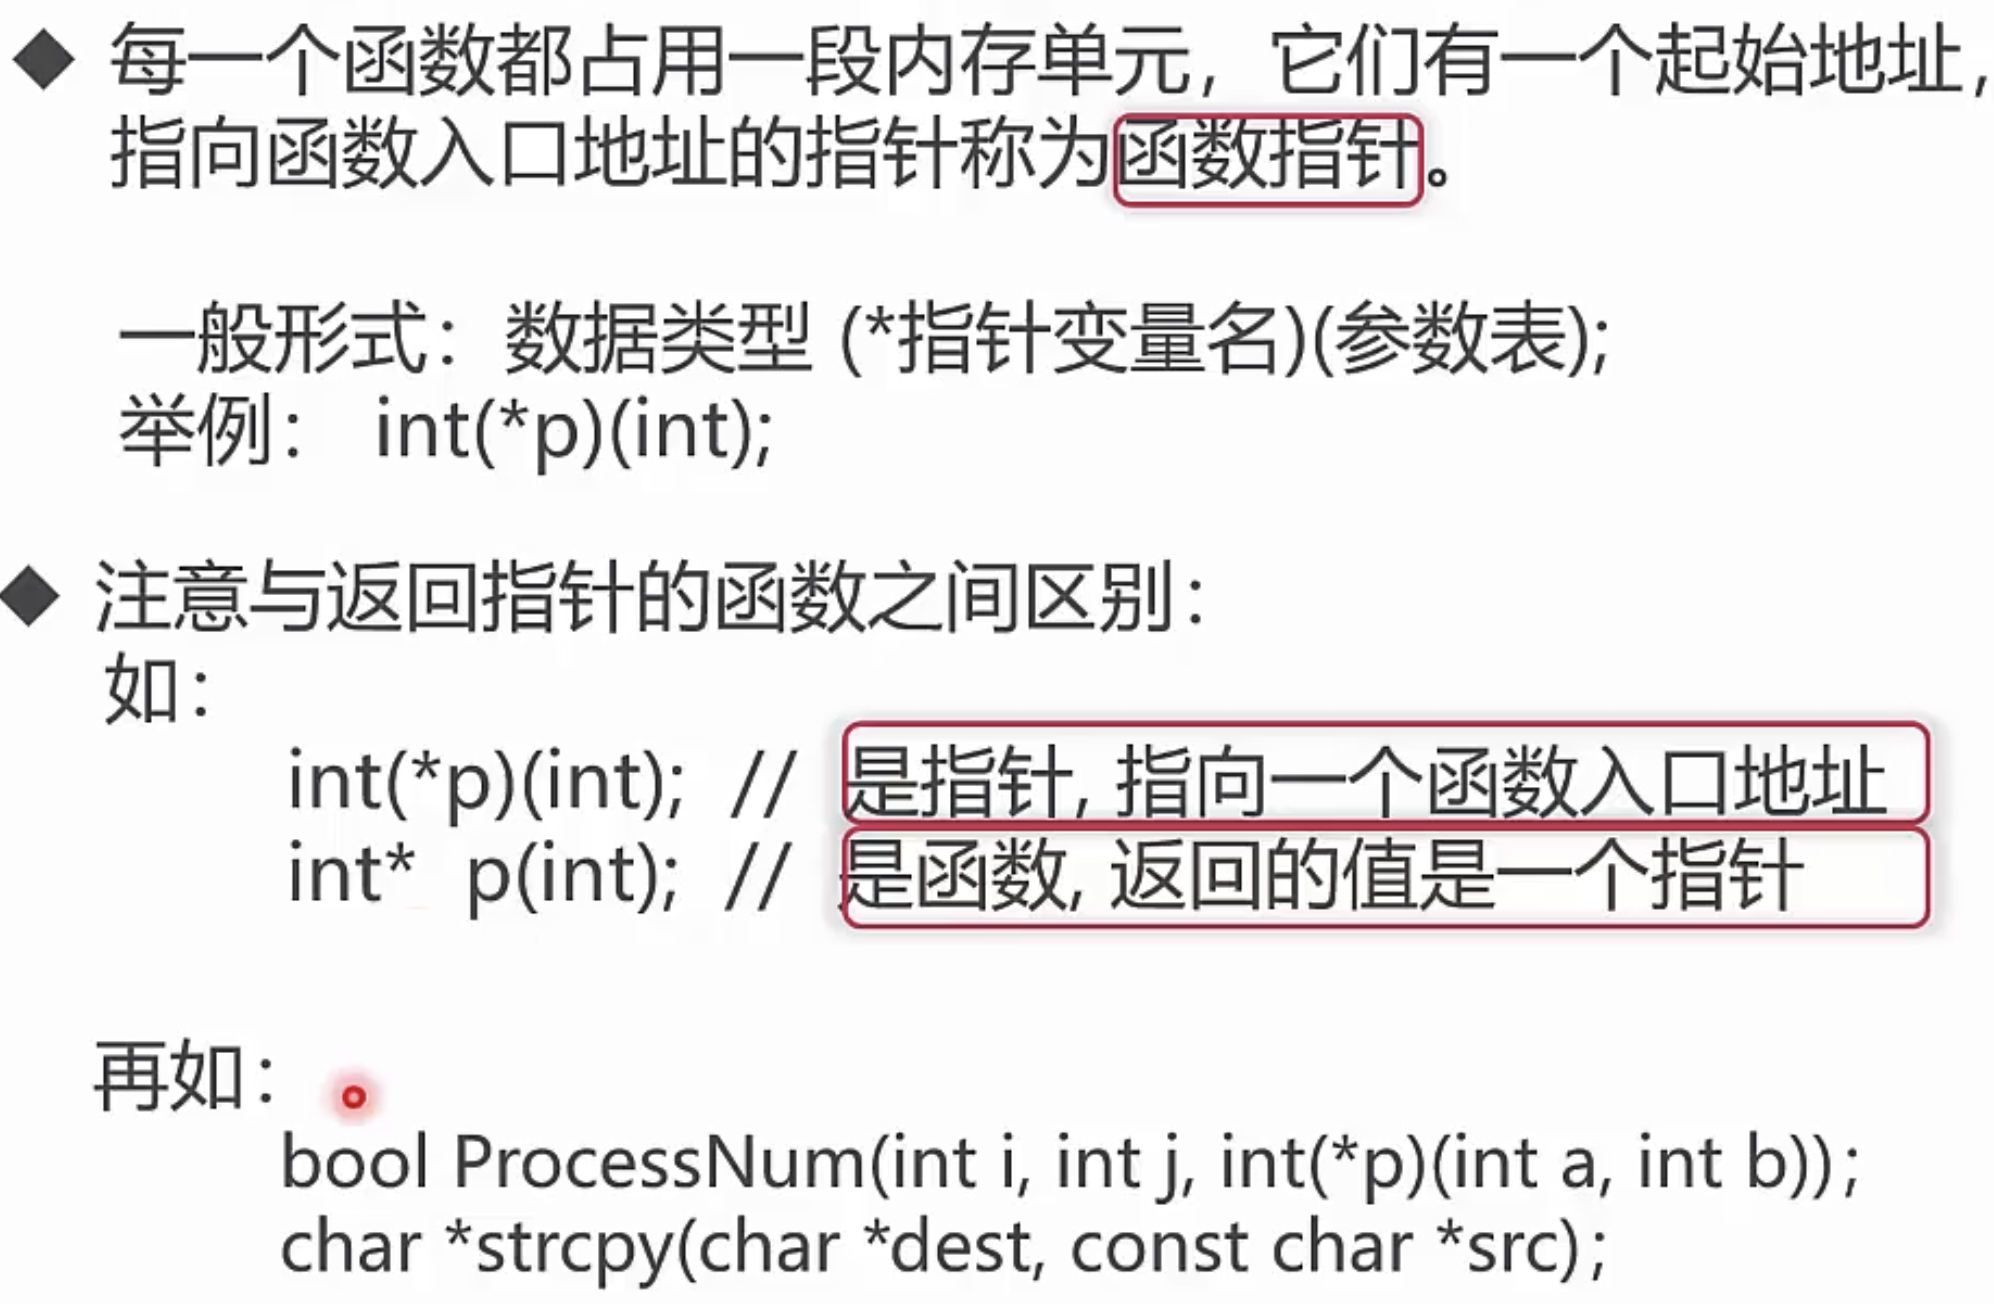 ◆ 每一个函数都占用一段内存单元，它们有一个起始地址，
指向函数入口地址的指针称为函数指针。
一般形式：数据类型 (*指针变量名)(参数表);
举例： int(*p)(int);
◆ 注意与返回指针的函数之间区别：
如：
int(*p)(int); // 是指针, 指向一个函数入口地址
int* p(int); // 是函数, 返回的值是一个指针
再如：
bool ProcessNum(int i, int j, int(*p)(int a, int b));
char *strcpy(char *dest, const char *src);